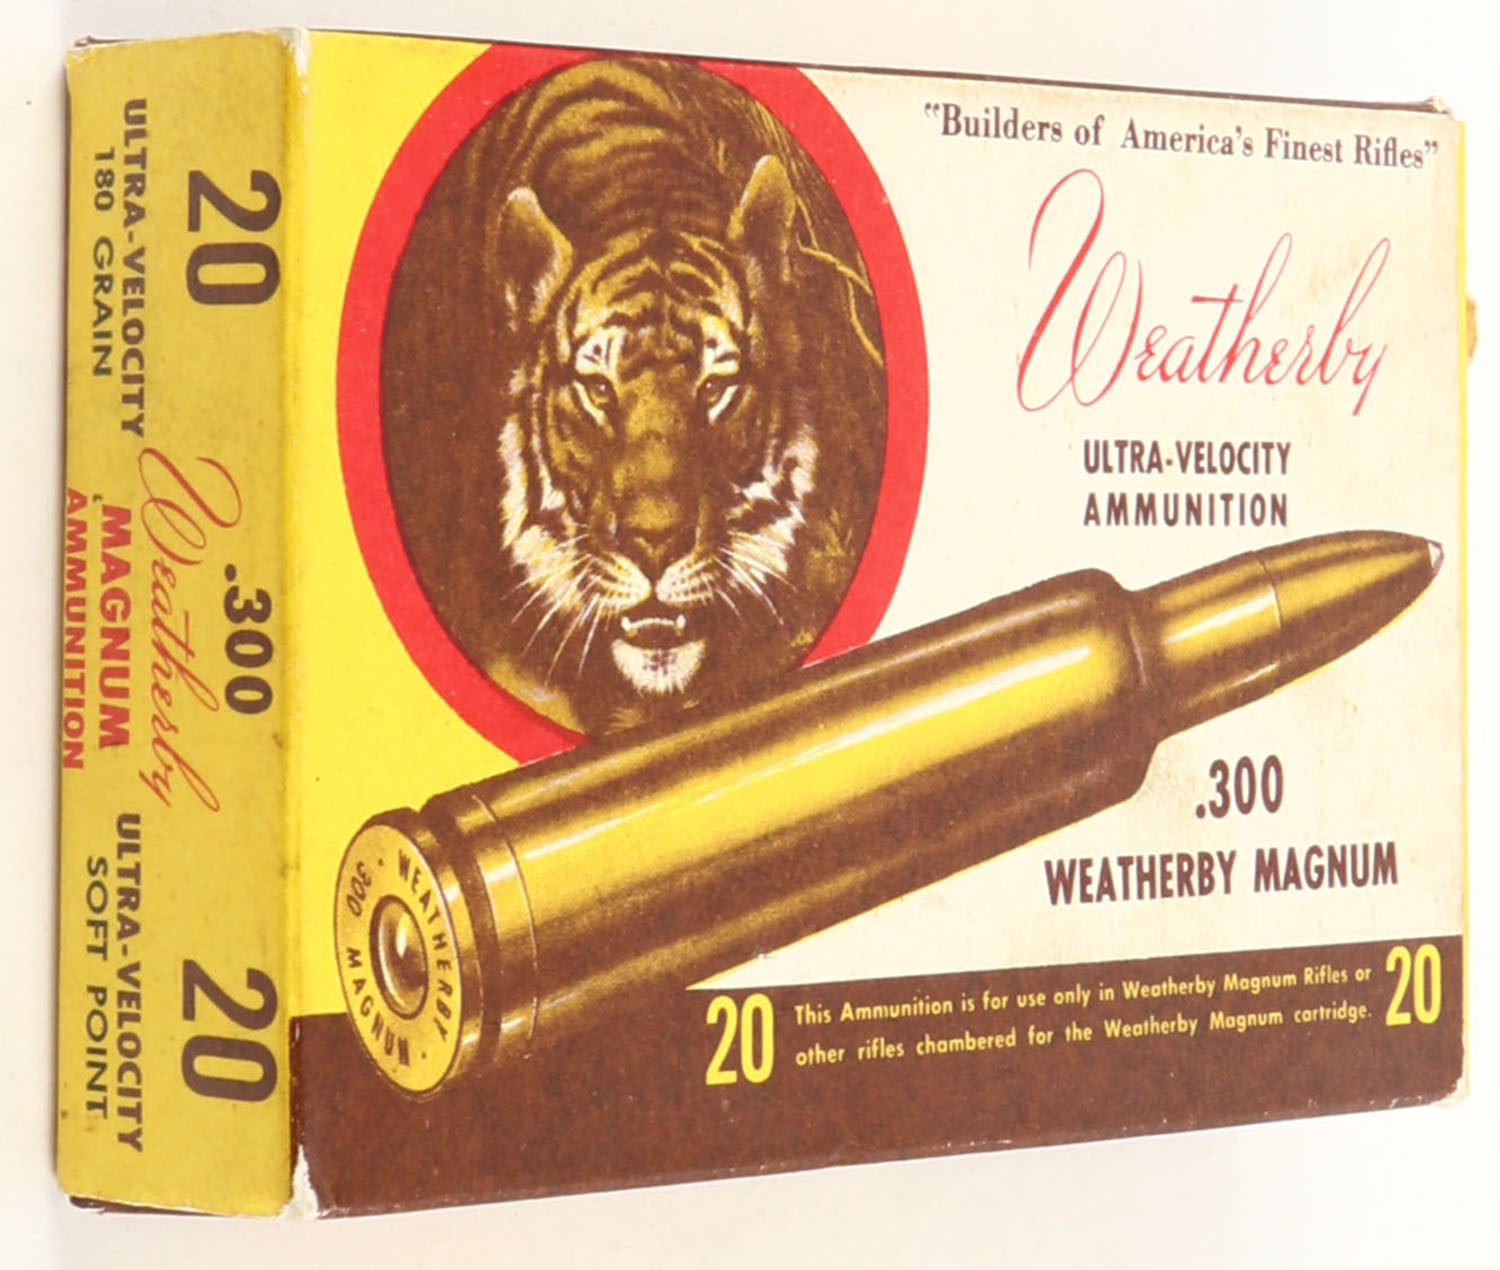 "Builders of America's Finest Rifles"
Weatherby
ULTRA-VELOCITY
AMMUNITION
.300
WEATHERBY MAGNUM
20
This Ammunition is for use only in Weatherby Magnum Rifles or
other rifles chambered for the Weatherby Magnum cartridge.
20
WEATHERBY
300 MAGNUM
20
.300
20
ULTRA-VELOCITY
180 GRAIN
Weatherby
MAGNUM
AMMUNITION
ULTRA-VELOCITY
SOFT POINT